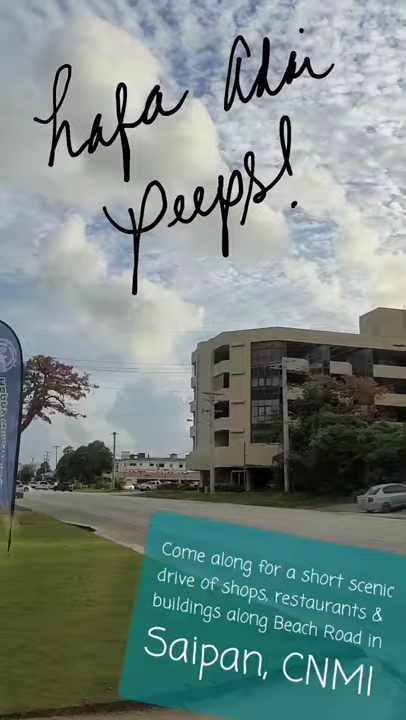 hafa Adai
Peeps!
Come along for a short scenic
drive of shops, restaurants &
buildings along Beach Road in
Saipan, CNMI